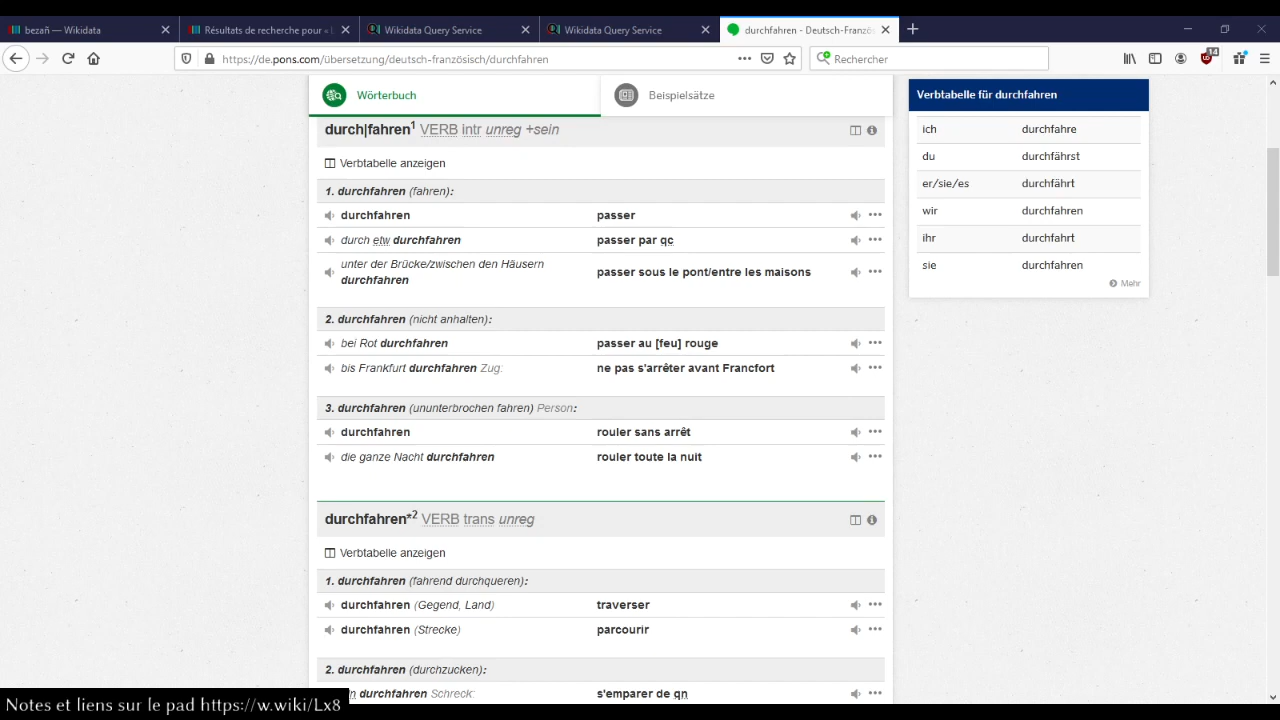 bezañ — Wikidata
Résultats de recherche pour «
Wikidata Query Service
Wikidata Query Service
durchfahren - Deutsch-Französ
https://de.pons.com/übersetzung/deutsch-französisch/durchfahren
Rechercher
14
Wörterbuch
Beispielsätze
durch|fahren1 VERB intr unreg +sein
Verbtabelle anzeigen
1. durchfahren (fahren):
durchfahren passer
durch etw durchfahren passer par qc
unter der Brücke/zwischen den Häusern
durchfahren passer sous le pont/entre les maisons
2. durchfahren (nicht anhalten):
bei Rot durchfahren passer au [feu] rouge
bis Frankfurt durchfahren Zug: ne pas s'arrêter avant Francfort
3. durchfahren (ununterbrochen fahren) Person:
durchfahren rouler sans arrêt
die ganze Nacht durchfahren rouler toute la nuit
durchfahren*2 VERB trans unreg
Verbtabelle anzeigen
1. durchfahren (fahrend durchqueren):
durchfahren (Gegend, Land) traverser
durchfahren (Strecke) parcourir
2. durchfahren (durchzucken):
durchfahren Schreck: s'emparer de qn
Verbtabelle für durchfahren
ich durchfahre
du durchfährst
er/sie/es durchfährt
wir durchfahren
ihr durchfahrt
sie durchfahren
Mehr
Notes et liens sur le pad https://w.wiki/Lx8